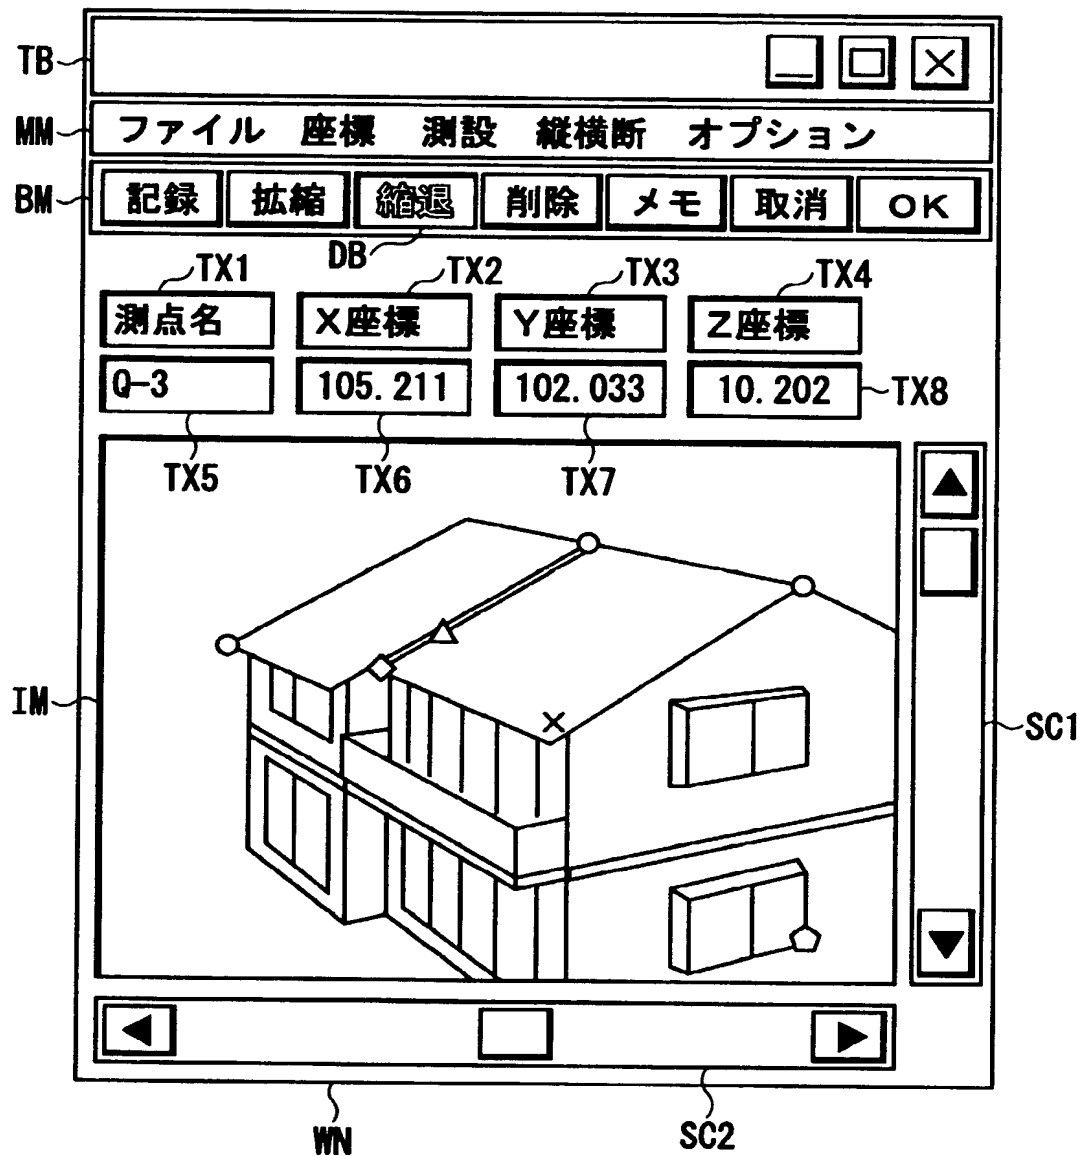 TB
MM ファイル 座標 測設 縦横断 オプション
BM 記録 拡縮 縮退 削除 メモ 取消 OK
DB
TX1 TX2 TX3 TX4
測点名 X座標 Y座標 Z座標
Q-3 105.211 102.033 10.202 TX8
TX5 TX6 TX7
IM
SC1
WN SC2